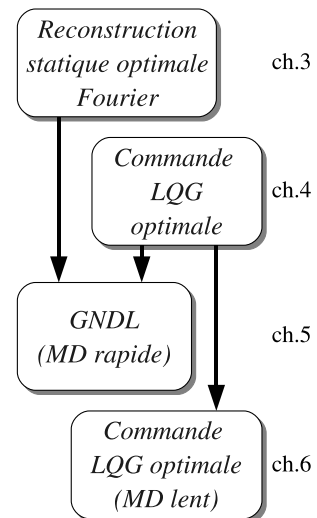 Reconstruction
statique optimale
Fourier
ch.3
Commande
LQG
optimale
ch.4
GNDL
(MD rapide)
ch.5
Commande
LQG optimale
(MD lent)
ch.6